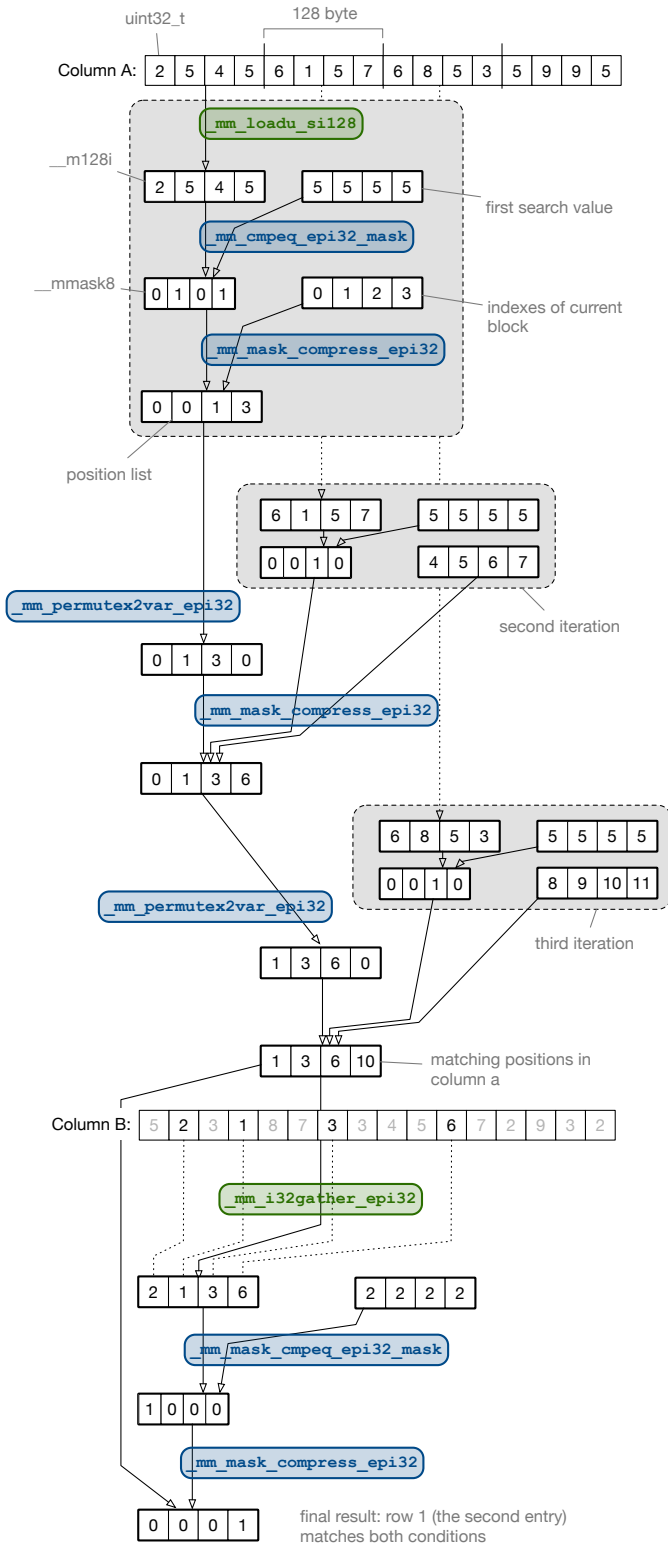 uint32_t
128 byte
Column A: 2 5 4 5 6 1 5 7 6 8 5 3 5 9 9 5
_mm_loadu_si128
__m128i
2 5 4 5
5 5 5 5
first search value
_mm_cmpeq_epi32_mask
__mmask8
0 1 0 1
0 1 2 3
indexes of current
block
_mm_mask_compress_epi32
0 0 1 3
position list
6 1 5 7
5 5 5 5
0 0 1 0
4 5 6 7
second iteration
_mm_permutex2var_epi32
0 1 3 0
_mm_mask_compress_epi32
0 1 3 6
6 8 5 3
5 5 5 5
0 0 1 0
8 9 10 11
third iteration
_mm_permutex2var_epi32
1 3 6 0
1 3 6 10
matching positions in
column a
Column B: 5 2 3 1 8 7 3 3 4 5 6 7 2 9 3 2
_mm_i32gather_epi32
2 1 3 6
2 2 2 2
_mm_mask_cmpeq_epi32_mask
1 0 0 0
_mm_mask_compress_epi32
0 0 0 1
final result: row 1 (the second entry)
matches both conditions